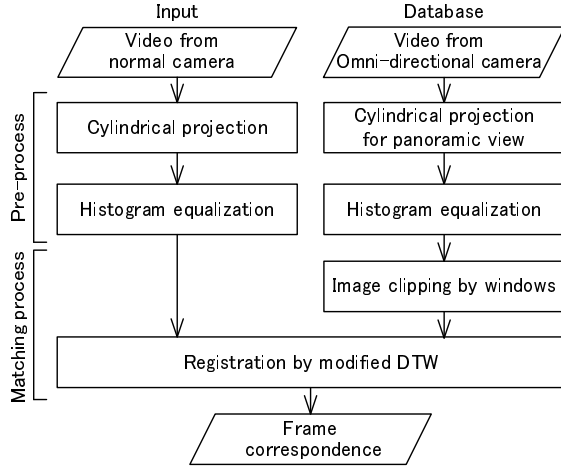 Input
Database
Video from
normal camera
Video from
Omni-directional camera
Pre-process
Cylindrical projection
Cylindrical projection
for panoramic view
Histogram equalization
Histogram equalization
Matching process
Image clipping by windows
Registration by modified DTW
Frame
correspondence